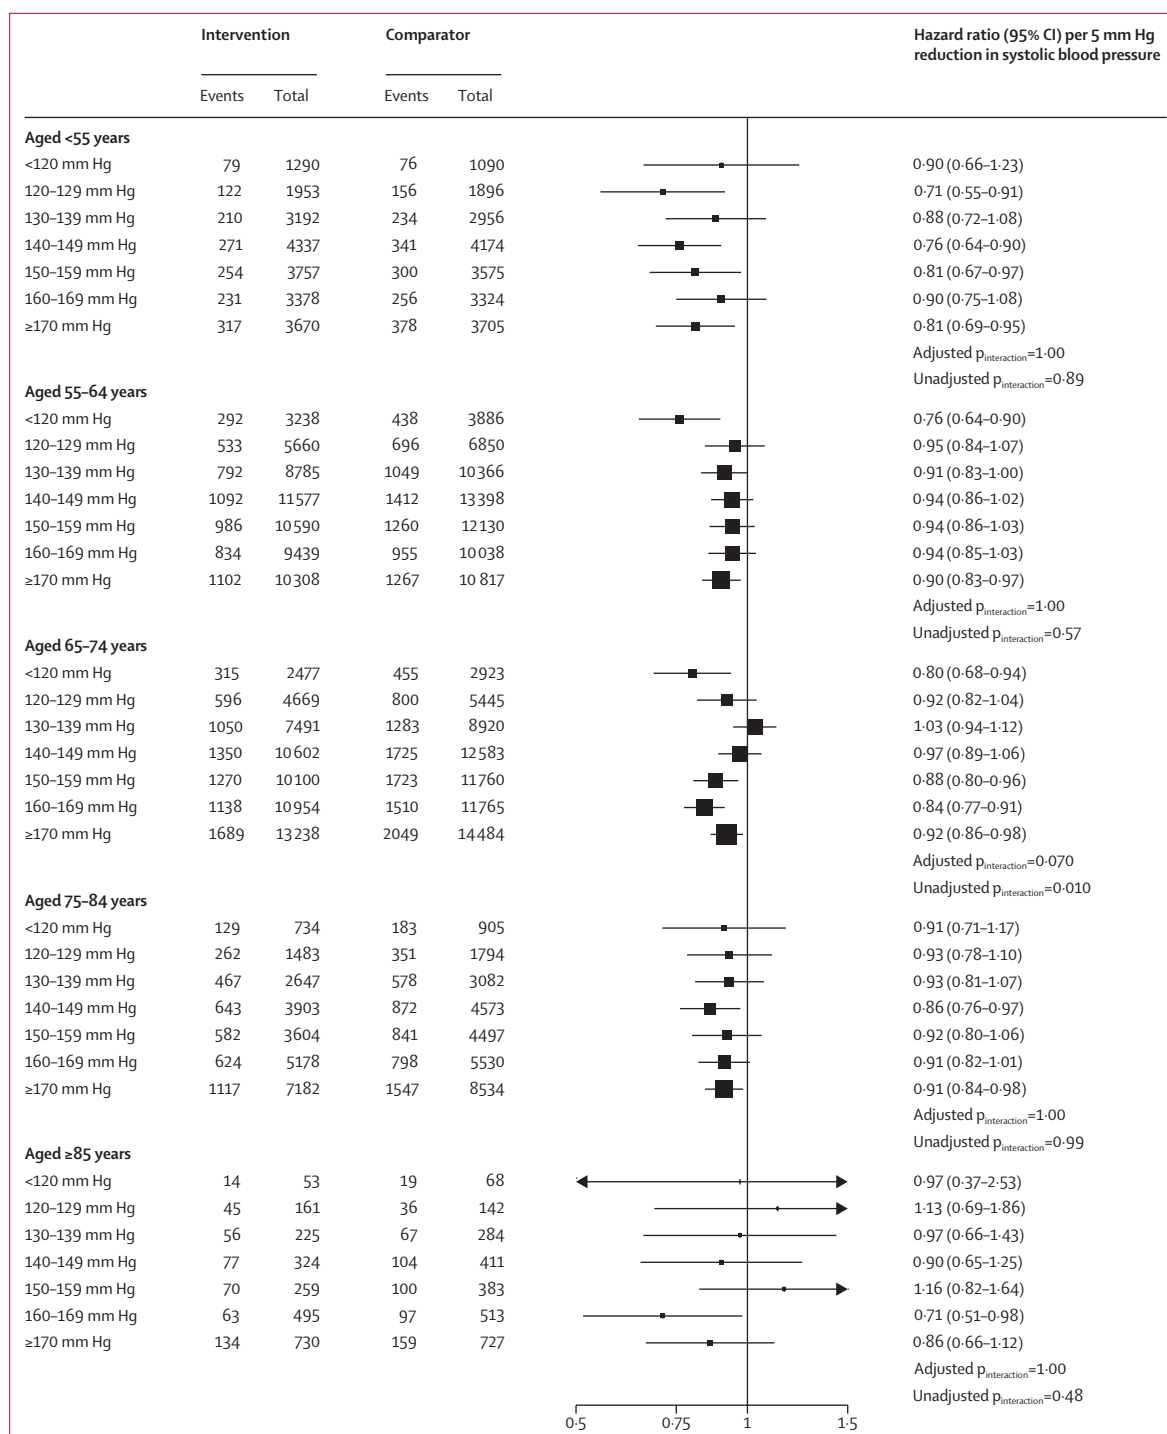 Intervention Comparator Hazard ratio (95% CI) per 5 mm Hg
reduction in systolic blood pressure
Events Total Events Total
Aged <55 years
<120 mm Hg 79 1290 76 1090 0·90 (0·66–1·23)
120–129 mm Hg 122 1953 156 1896 0·71 (0·55–0·91)
130–139 mm Hg 210 3192 234 2956 0·88 (0·72–1·08)
140–149 mm Hg 271 4337 341 4174 0·76 (0·64–0·90)
150–159 mm Hg 254 3757 300 3575 0·81 (0·67–0·97)
160–169 mm Hg 231 3378 256 3324 0·90 (0·75–1·08)
≥170 mm Hg 317 3670 378 3705 0·81 (0·69–0·95)
Adjusted pinteraction=1·00
Unadjusted pinteraction=0·89
Aged 55–64 years
<120 mm Hg 292 3238 438 3886 0·76 (0·64–0·90)
120–129 mm Hg 533 5660 696 6850 0·95 (0·84–1·07)
130–139 mm Hg 792 8785 1049 10366 0·91 (0·83–1·00)
140–149 mm Hg 1092 11577 1412 13398 0·94 (0·86–1·02)
150–159 mm Hg 986 10590 1260 12130 0·94 (0·86–1·03)
160–169 mm Hg 834 9439 955 10038 0·94 (0·85–1·03)
≥170 mm Hg 1102 10308 1267 10817 0·90 (0·83–0·97)
Adjusted pinteraction=1·00
Unadjusted pinteraction=0·57
Aged 65–74 years
<120 mm Hg 315 2477 455 2923 0·80 (0·68–0·94)
120–129 mm Hg 596 4669 800 5445 0·92 (0·82–1·04)
130–139 mm Hg 1050 7491 1283 8920 1·03 (0·94–1·12)
140–149 mm Hg 1350 10602 1725 12583 0·97 (0·89–1·06)
150–159 mm Hg 1270 10100 1723 11760 0·88 (0·80–0·96)
160–169 mm Hg 1138 10954 1510 11765 0·84 (0·77–0·91)
≥170 mm Hg 1689 13238 2049 14484 0·92 (0·86–0·98)
Adjusted pinteraction=0·070
Unadjusted pinteraction=0·010
Aged 75–84 years
<120 mm Hg 129 734 183 905 0·91 (0·71–1·17)
120–129 mm Hg 262 1483 351 1794 0·93 (0·78–1·10)
130–139 mm Hg 467 2647 578 3082 0·93 (0·81–1·07)
140–149 mm Hg 643 3903 872 4573 0·86 (0·76–0·97)
150–159 mm Hg 582 3604 841 4497 0·92 (0·80–1·06)
160–169 mm Hg 624 5178 798 5530 0·91 (0·82–1·01)
≥170 mm Hg 1117 7182 1547 8534 0·91 (0·84–0·98)
Adjusted pinteraction=1·00
Unadjusted pinteraction=0·99
Aged ≥85 years
<120 mm Hg 14 53 19 68 0·97 (0·37–2·53)
120–129 mm Hg 45 161 36 142 1·13 (0·69–1·86)
130–139 mm Hg 56 225 67 284 0·97 (0·66–1·43)
140–149 mm Hg 77 324 104 411 0·90 (0·65–1·25)
150–159 mm Hg 70 259 100 383 1·16 (0·82–1·64)
160–169 mm Hg 63 495 97 513 0·71 (0·51–0·98)
≥170 mm Hg 134 730 159 727 0·86 (0·66–1·12)
Adjusted pinteraction=1·00
Unadjusted pinteraction=0·48
0·5 0·75 1 1·5